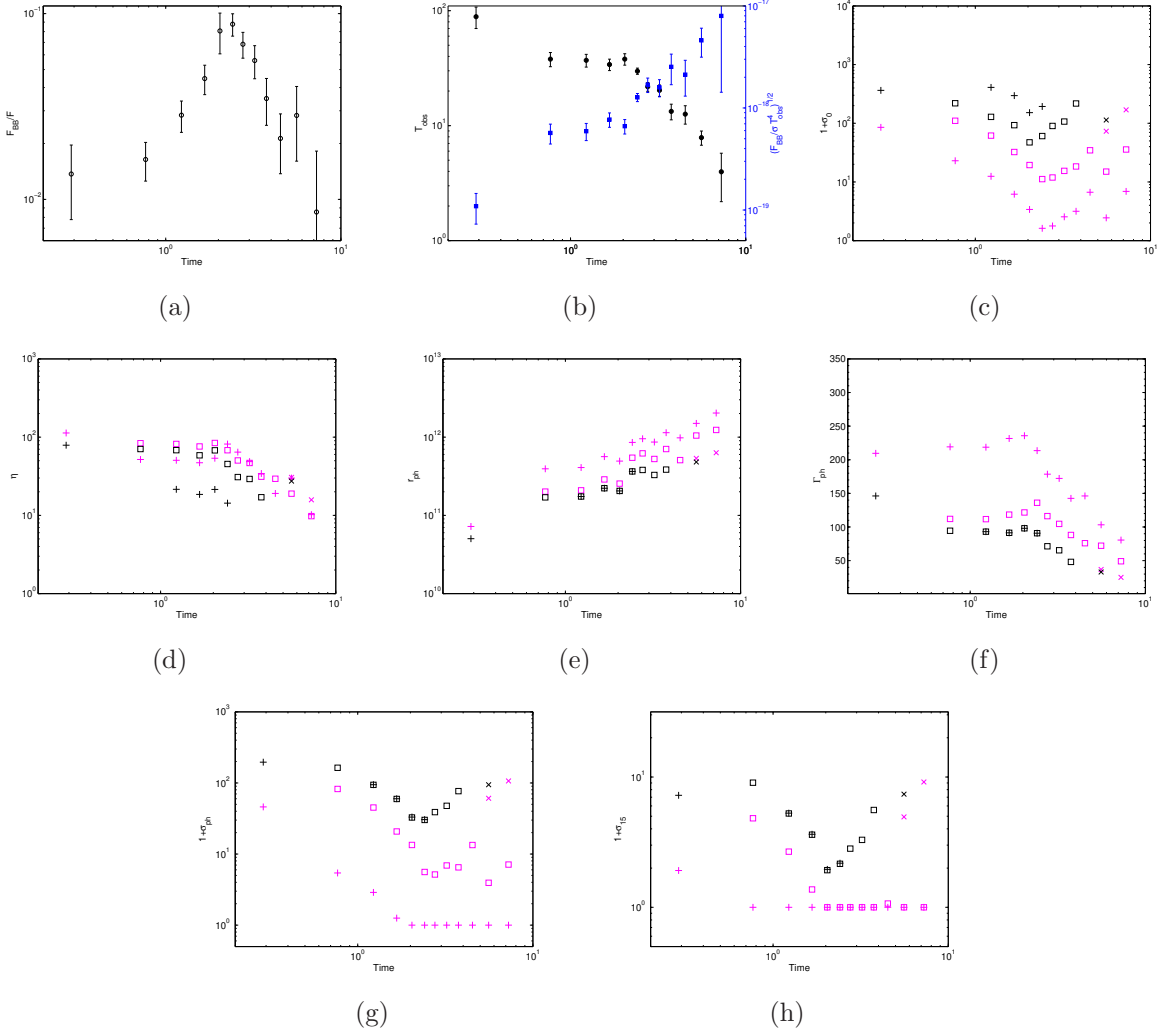 10⁻¹
10⁻²
F_BB/F
10⁰
10¹
Time
(a)
10²
10¹
10⁰
T_obs
10⁻¹⁷
10⁻¹⁸
10⁻¹⁹
(F_BB/σ T_obs^4)^1/2
10⁰
10¹
Time
(b)
10⁴
10³
10²
10¹
10⁰
1+σ₀
10⁰
10¹
Time
(c)
10³
10²
10¹
10⁰
η
10⁰
10¹
Time
(d)
10¹³
10¹²
10¹¹
10¹⁰
r_ph
10⁰
10¹
Time
(e)
350
300
250
200
150
100
50
Γ_ph
10⁰
10¹
Time
(f)
10³
10²
10¹
10⁰
1+σ_ph
10⁰
10¹
Time
(g)
10¹
10⁰
1+σ₁₅
10⁰
10¹
Time
(h)